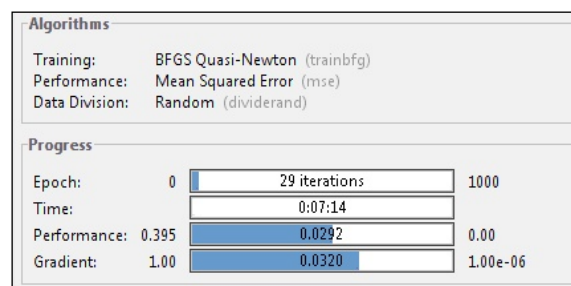 Algorithms
Training: BFGS Quasi-Newton (trainbfg)
Performance: Mean Squared Error (mse)
Data Division: Random (dividerand)
Progress
Epoch: 0 29 iterations 1000
Time: 0:07:14
Performance: 0.395 0.0292 0.00
Gradient: 1.00 0.0320 1.00e-06